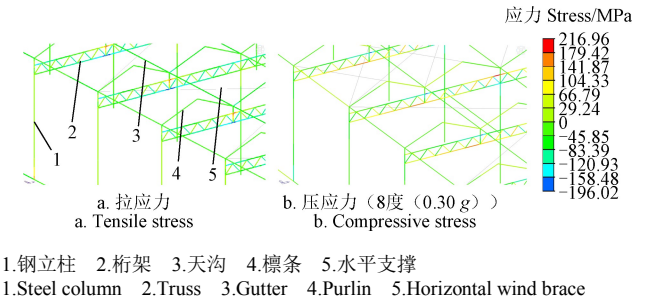 应力 Stress/MPa
216.96
179.42
141.87
104.33
66.79
29.24
0
−45.85
−83.39
−120.93
−158.48
−196.02
1
2
3
4
5
a. 拉应力
a. Tensile stress
b. 压应力（8度（0.30 g））
b. Compressive stress
1.钢立柱 2.桁架 3.天沟 4.檩条 5.水平支撑
1.Steel column 2.Truss 3.Gutter 4.Purlin 5.Horizontal wind brace